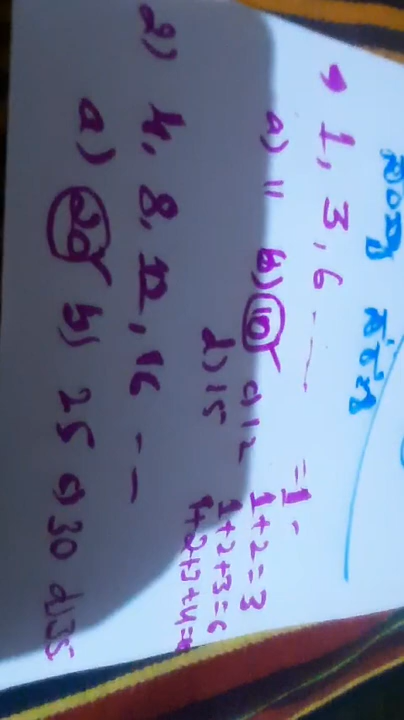 1, 3, 6 - -- = 1
a) 11 b) 10 c) 12 1+2=3
d) 15 1+2+3=6
2) 4, 8, 12, 16 - --
a) 20 b) 25 c) 30 d) 35